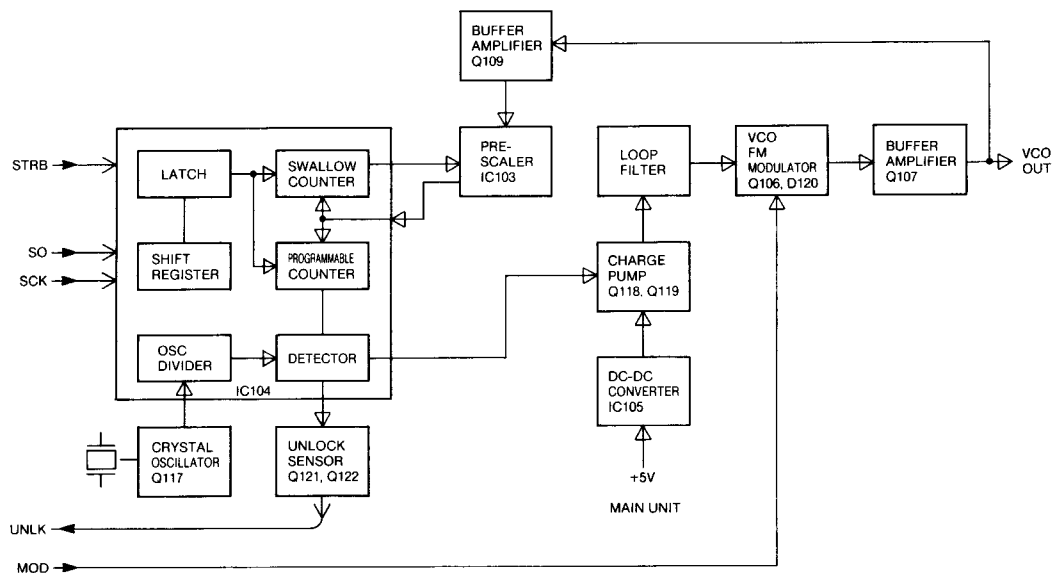 BUFFER
AMPLIFIER
Q109
STRB
LATCH
SWALLOW
COUNTER
PRE-
SCALER
IC103
LOOP
FILTER
VCO
FM
MODULATOR
Q106, D120
BUFFER
AMPLIFIER
Q107
VCO
OUT
SO
SCK
SHIFT
REGISTER
PROGRAMMABLE
COUNTER
CHARGE
PUMP
Q118, Q119
OSC
DIVIDER
DETECTOR
IC104
DC-DC
CONVERTER
IC105
CRYSTAL
OSCILLATOR
Q117
UNLOCK
SENSOR
Q121, Q122
+5V
MAIN UNIT
UNLK
MOD